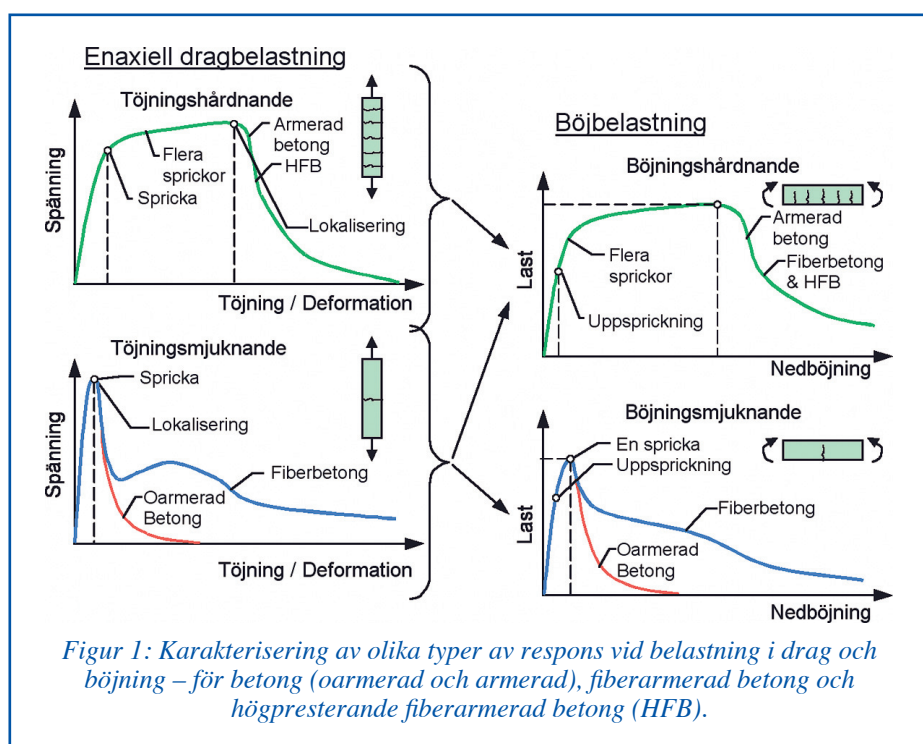 Enaxiell dragbelastning
Töjningshårdnande
Spänning
Armerad
betong
HFB
Flera
sprickor
Spricka
Lokalisering
Töjning / Deformation
Töjningsmjuknande
Spänning
Spricka
Lokalisering
Fiberbetong
Oarmerad
Betong
Töjning / Deformation
Böjbelastning
Böjningshårdnande
Last
Armerad
betong
Flera
sprickor
Fiberbetong
& HFB
Uppsprickning
Nedböjning
Böjningsmjuknande
Last
En spricka
Uppsprickning
Fiberbetong
Oarmerad
Betong
Nedböjning
Figur 1: Karakterisering av olika typer av respons vid belastning i drag och
böjning – för betong (oarmerad och armerad), fiberarmerad betong och
högpresterande fiberarmerad betong (HFB).